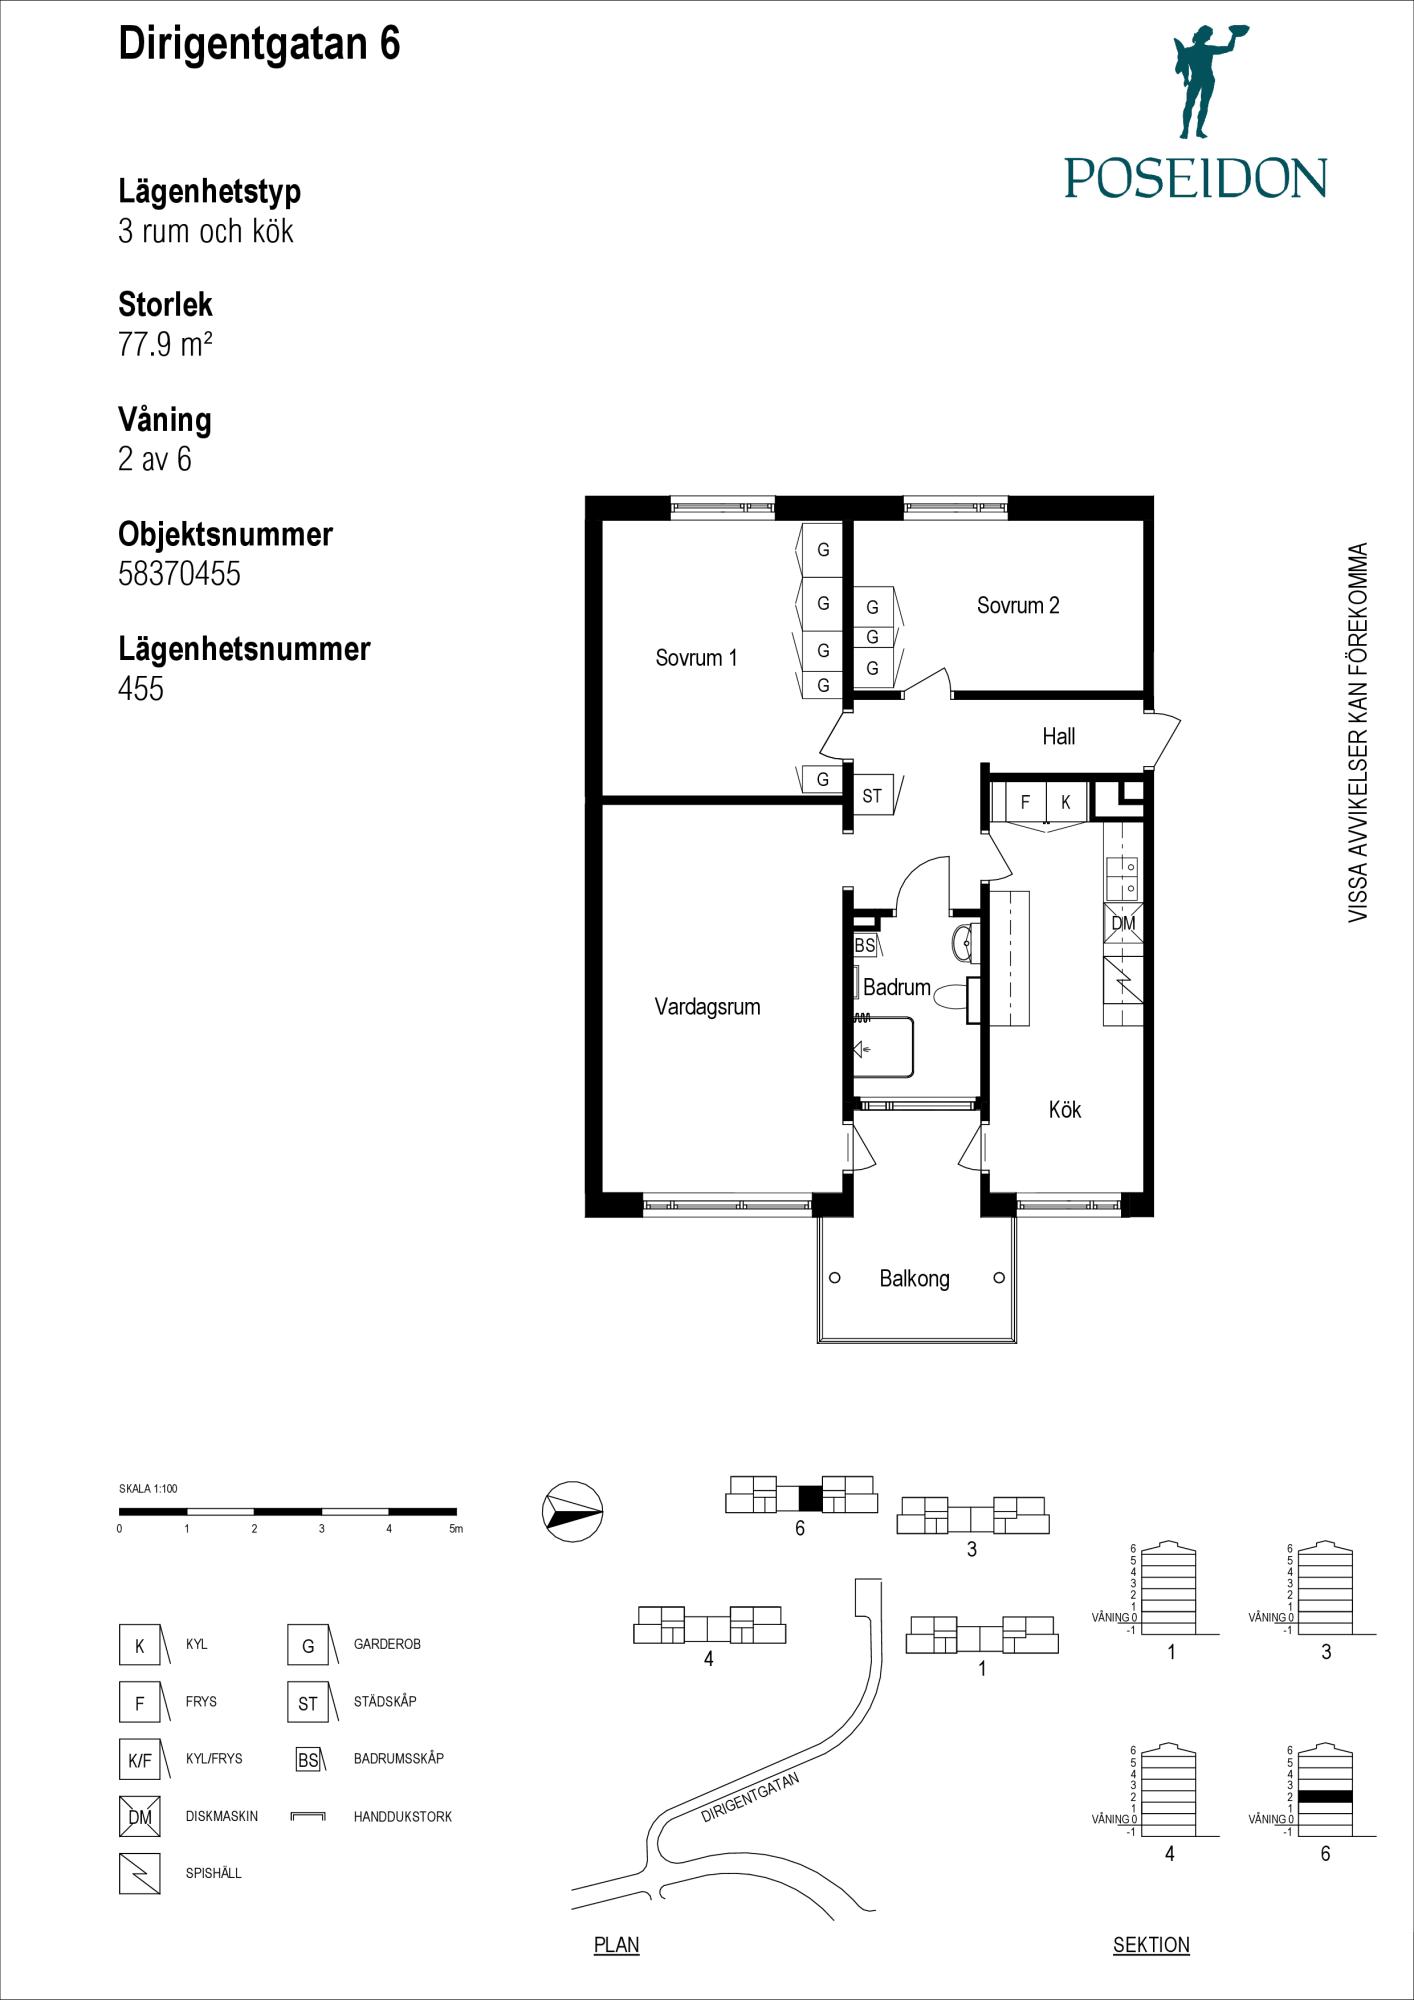 Dirigentgatan 6
POSEIDON
Lägenhetstyp
3 rum och kök
Storlek
77.9 m²
Våning
2 av 6
Objektsnummer
58370455
Lägenhetsnummer
455
VISSA AVVIKELSER KAN FÖREKOMMA
G
G
G
Sovrum 2
G
G
Sovrum 1
G
G
G
Hall
G
ST
F
K
DM
BS
Badrum
Vardagsrum
Kök
Balkong
SKALA 1:100
0 1 2 3 4 5m
6
3
4
1
DIRIGENTGATAN
PLAN
K KYL
F FRYS
K/F KYL/FRYS
DM DISKMASKIN
SPISHÄLL
G GARDEROB
ST STÄDSKÅP
BS BADRUMSSKÅP
HANDDUKSTORK
6
5
4
3
2
1
VÅNING 0
-1
1
6
5
4
3
2
1
VÅNING 0
-1
3
6
5
4
3
2
1
VÅNING 0
-1
4
6
5
4
3
2
1
VÅNING 0
-1
6
SEKTION